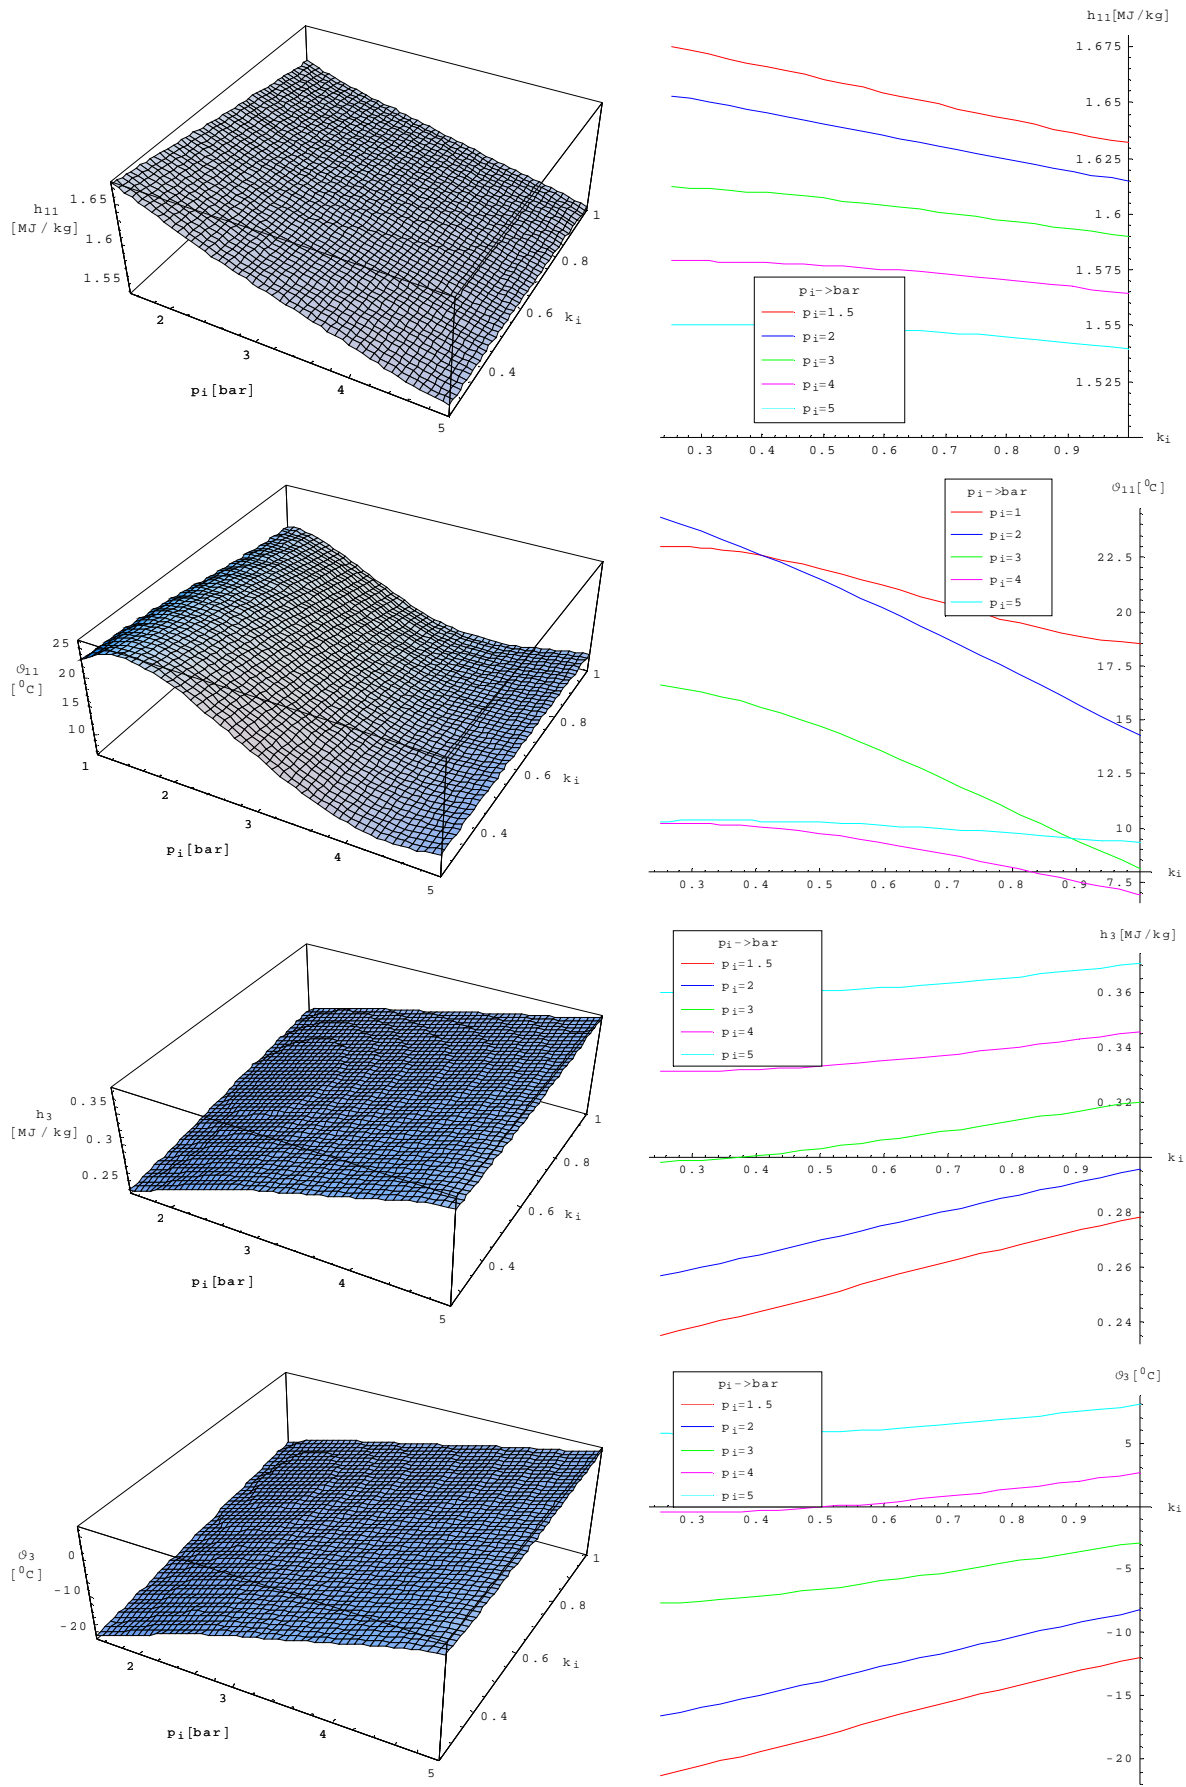 h11[MJ/kg]
1.675
1.65
1.625
1.6
1.575
1.55
1.525
0.3 0.4 0.5 0.6 0.7 0.8 0.9 ki
pi->bar
pi=1.5
pi=2
pi=3
pi=4
pi=5
1.65
1.6
1.55
h11
[MJ/kg]
2 3 4 5
pi[bar]
0.4 0.6 0.8 1
ki
ϑ11[0C]
22.5
20
17.5
15
12.5
10
7.5
0.3 0.4 0.5 0.6 0.7 0.8 0.9 ki
pi->bar
pi=1
pi=2
pi=3
pi=4
pi=5
25
20
15
10
ϑ11
[0C]
1 2 3 4 5
pi[bar]
0.4 0.6 0.8 1
ki
h3[MJ/kg]
0.36
0.34
0.32
0.28
0.26
0.24
0.3 0.4 0.5 0.6 0.7 0.8 0.9 ki
pi->bar
pi=1.5
pi=2
pi=3
pi=4
pi=5
0.35
0.3
0.25
h3
[MJ/kg]
2 3 4 5
pi[bar]
0.4 0.6 0.8 1
ki
ϑ3[0C]
5
-5
-10
-15
-20
0.3 0.4 0.5 0.6 0.7 0.8 0.9 ki
pi->bar
pi=1.5
pi=2
pi=3
pi=4
pi=5
0
-10
-20
ϑ3
[0C]
2 3 4 5
pi[bar]
0.4 0.6 0.8 1
ki